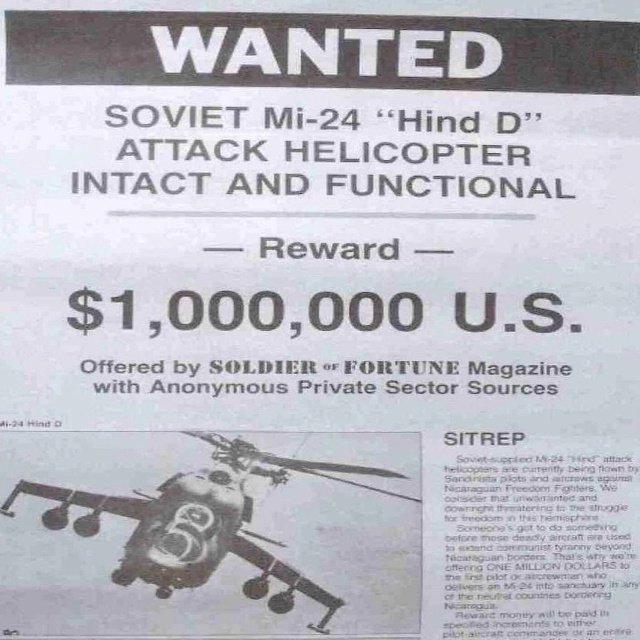 WANTED
SOVIET Mi-24 "Hind D"
ATTACK HELICOPTER
INTACT AND FUNCTIONAL
— Reward —
$1,000,000 U.S.
Offered by SOLDIER OF FORTUNE Magazine
with Anonymous Private Sector Sources
Mi-24 Hind D
SITREP
Soviet-supplied Mi-24 "Hind" attack
helicopters are currently being flown by
Sandinista pilots and aircrews against
Nicaraguan Freedom Fighters. We
consider that unwarranted and
downright threatening to the struggle
for freedom in this hemisphere.
Someone's got to do something
before these deadly aircraft are used
to extend communist tyranny beyond
Nicaraguan borders. That's why we're
offering ONE MILLION DOLLARS to
the first pilot or aircrewman who
delivers an Mi-24 into sanctuary in any
of the neutral countries bordering
Nicaragua.
Reward money will be paid in
specified increments to either
pilot-aircraft commander or an entire